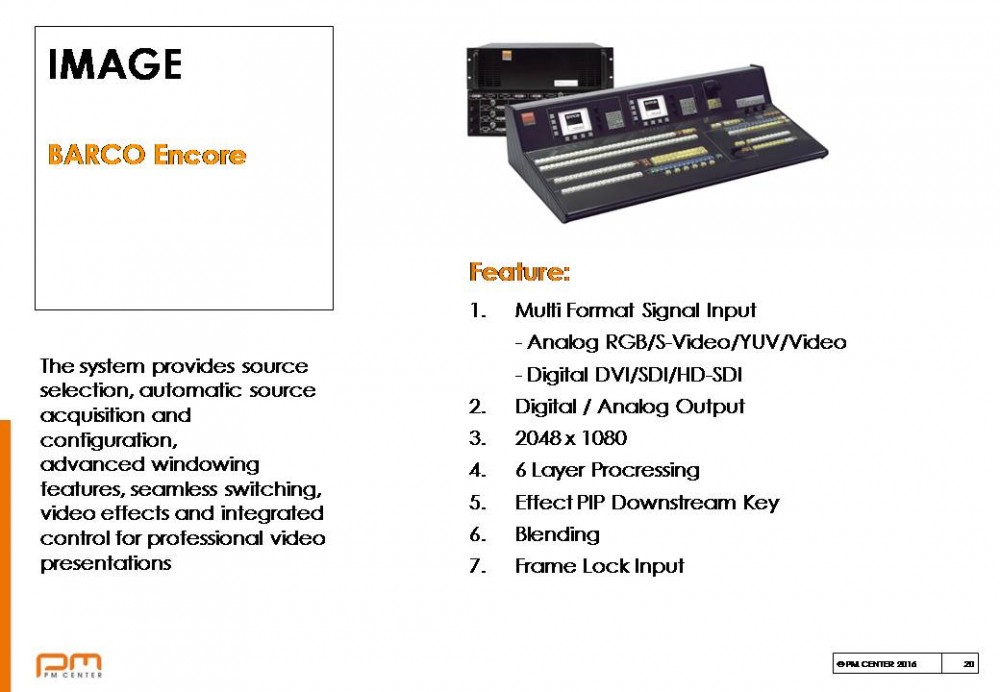 IMAGE
BARCO Encore
The system provides source
selection, automatic source
acquisition and
configuration,
advanced windowing
features, seamless switching,
video effects and integrated
control for professional video
presentations
Feature:
1. Multi Format Signal Input
- Analog RGB/S-Video/YUV/Video
- Digital DVI/SDI/HD-SDI
2. Digital / Analog Output
3. 2048 x 1080
4. 6 Layer Procressing
5. Effect PIP Downstream Key
6. Blending
7. Frame Lock Input
pm
PM CENTER
©PM CENTER 2016 20